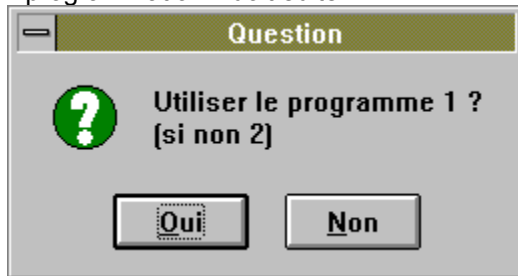 Question
Utiliser le programme 1 ?
(si non 2)
Oui
Non